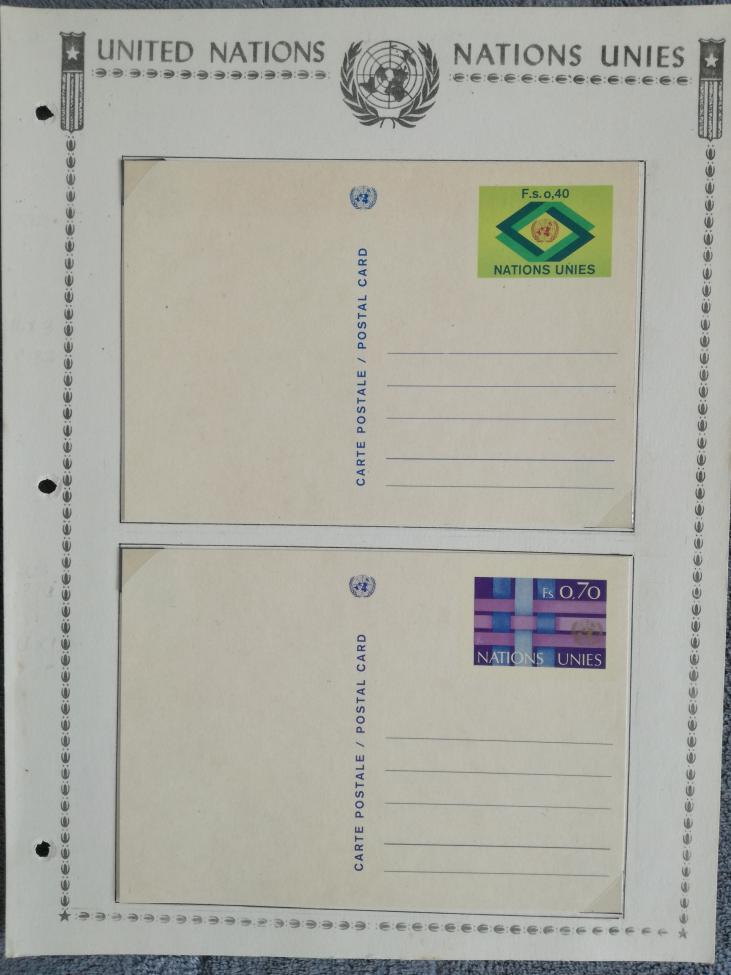 UNITED NATIONS
NATIONS UNIES
F.s. 0,40
NATIONS UNIES
CARTE POSTALE / POSTAL CARD
Fs. 0,70
NATIONS UNIES
CARTE POSTALE / POSTAL CARD